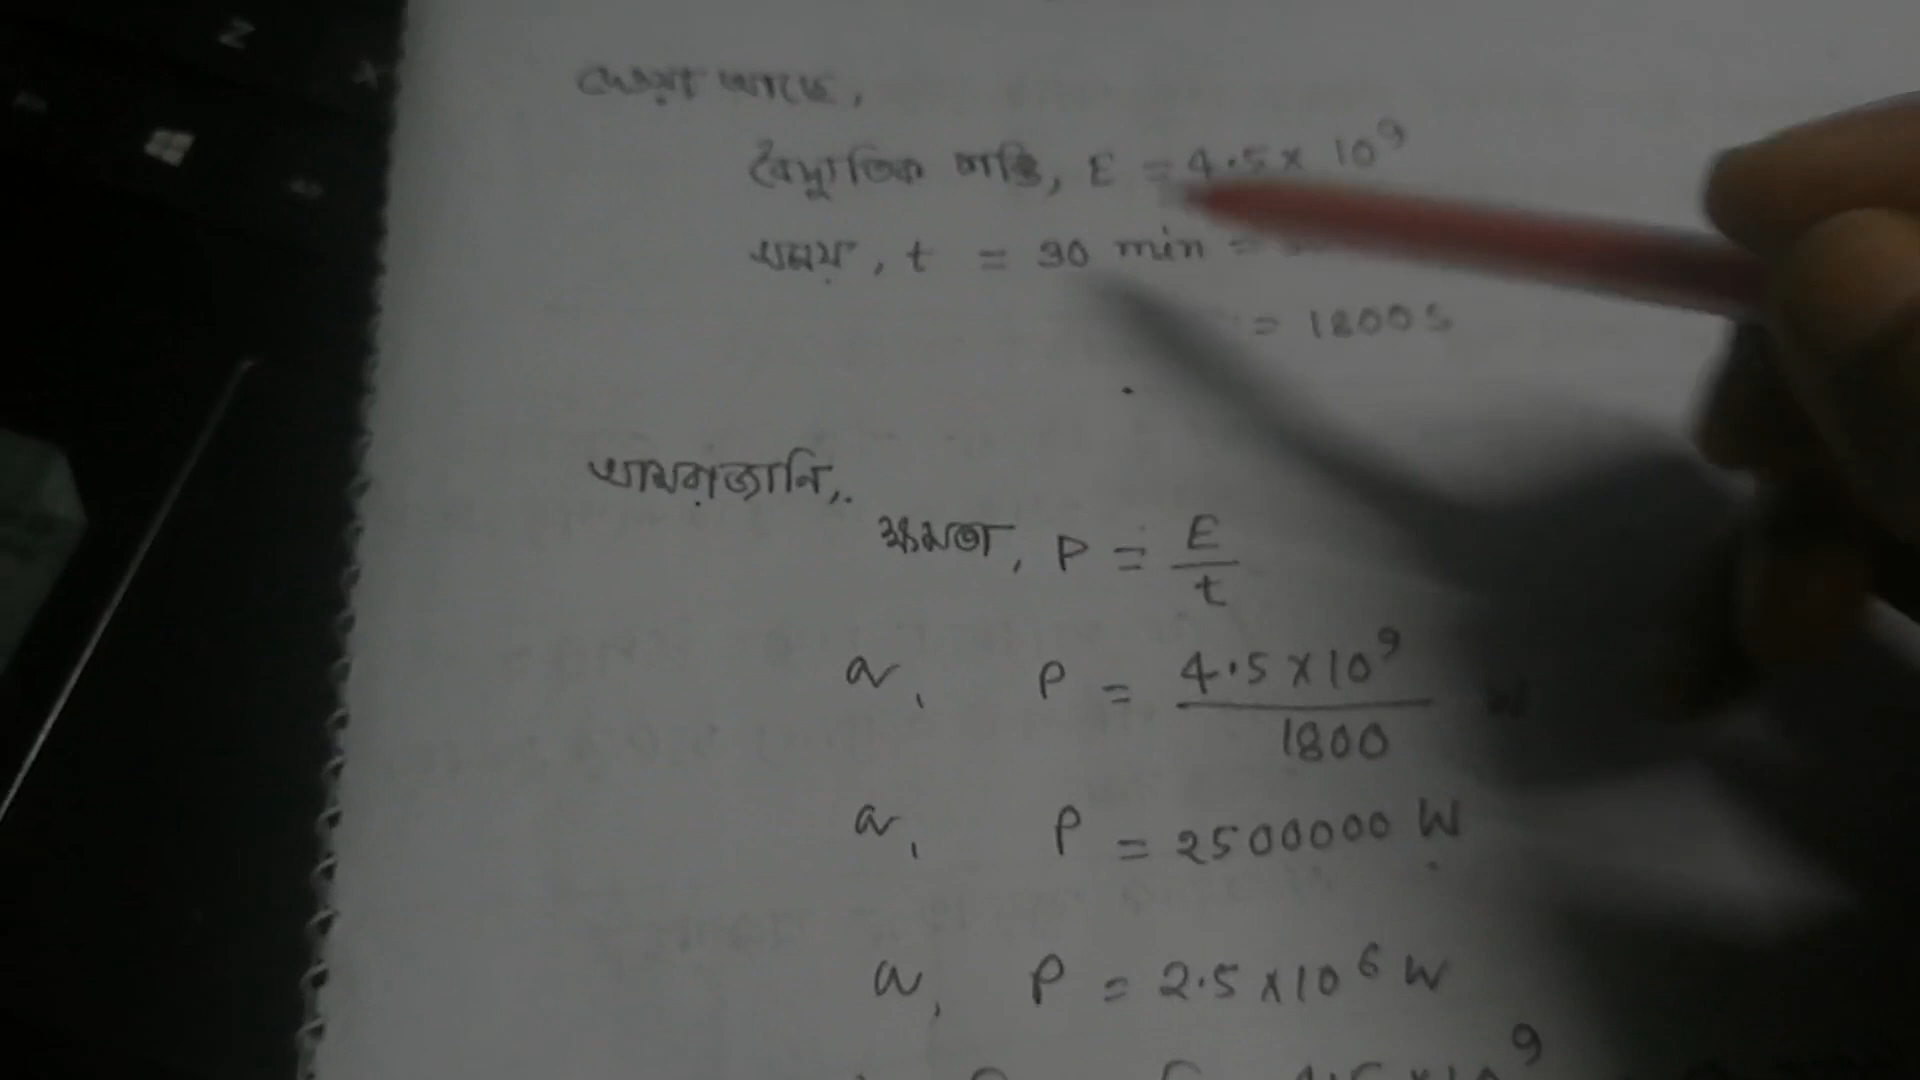 Z
X
দেওয়া আছে,
বৈদ্যুতিক শক্তি, E = 4.5 x 10⁹
সময়, t = 30 min =
= 1800 s
আমরা জানি,
ক্ষমতা, P = E/t
বা, P = 4.5 x 10⁹/1800 W
বা, P = 2500000 W
বা, P = 2.5 x 10⁶ W